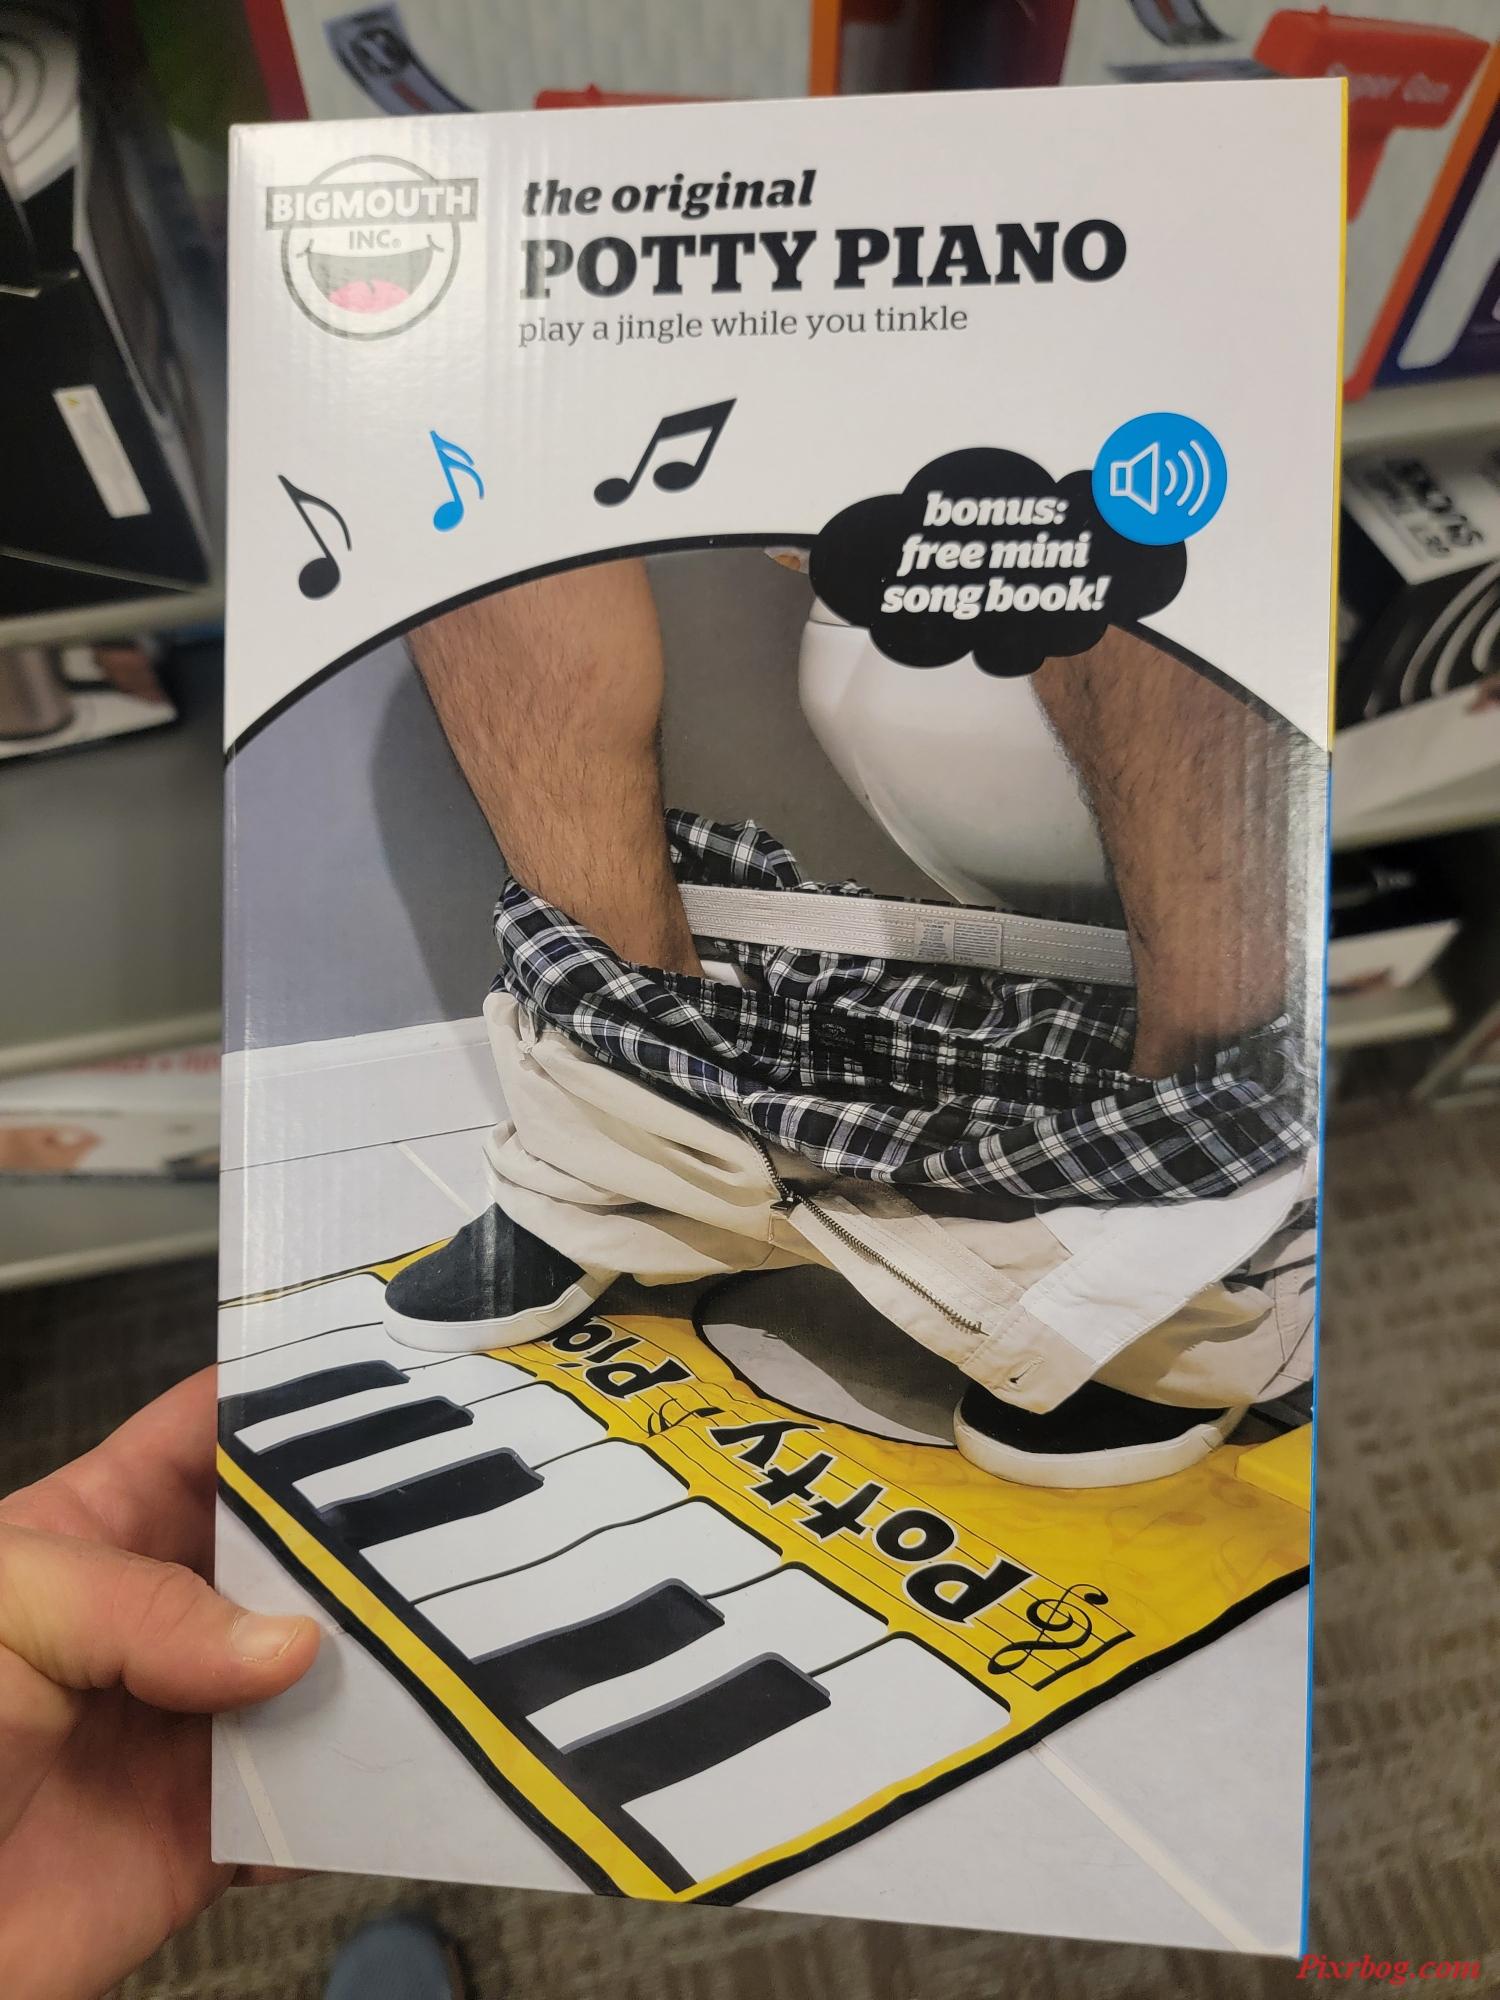 BIGMOUTH
INC.®
the original
POTTY PIANO
play a jingle while you tinkle
bonus:
free mini
song book!
Potty Pia
Pixrbog.com